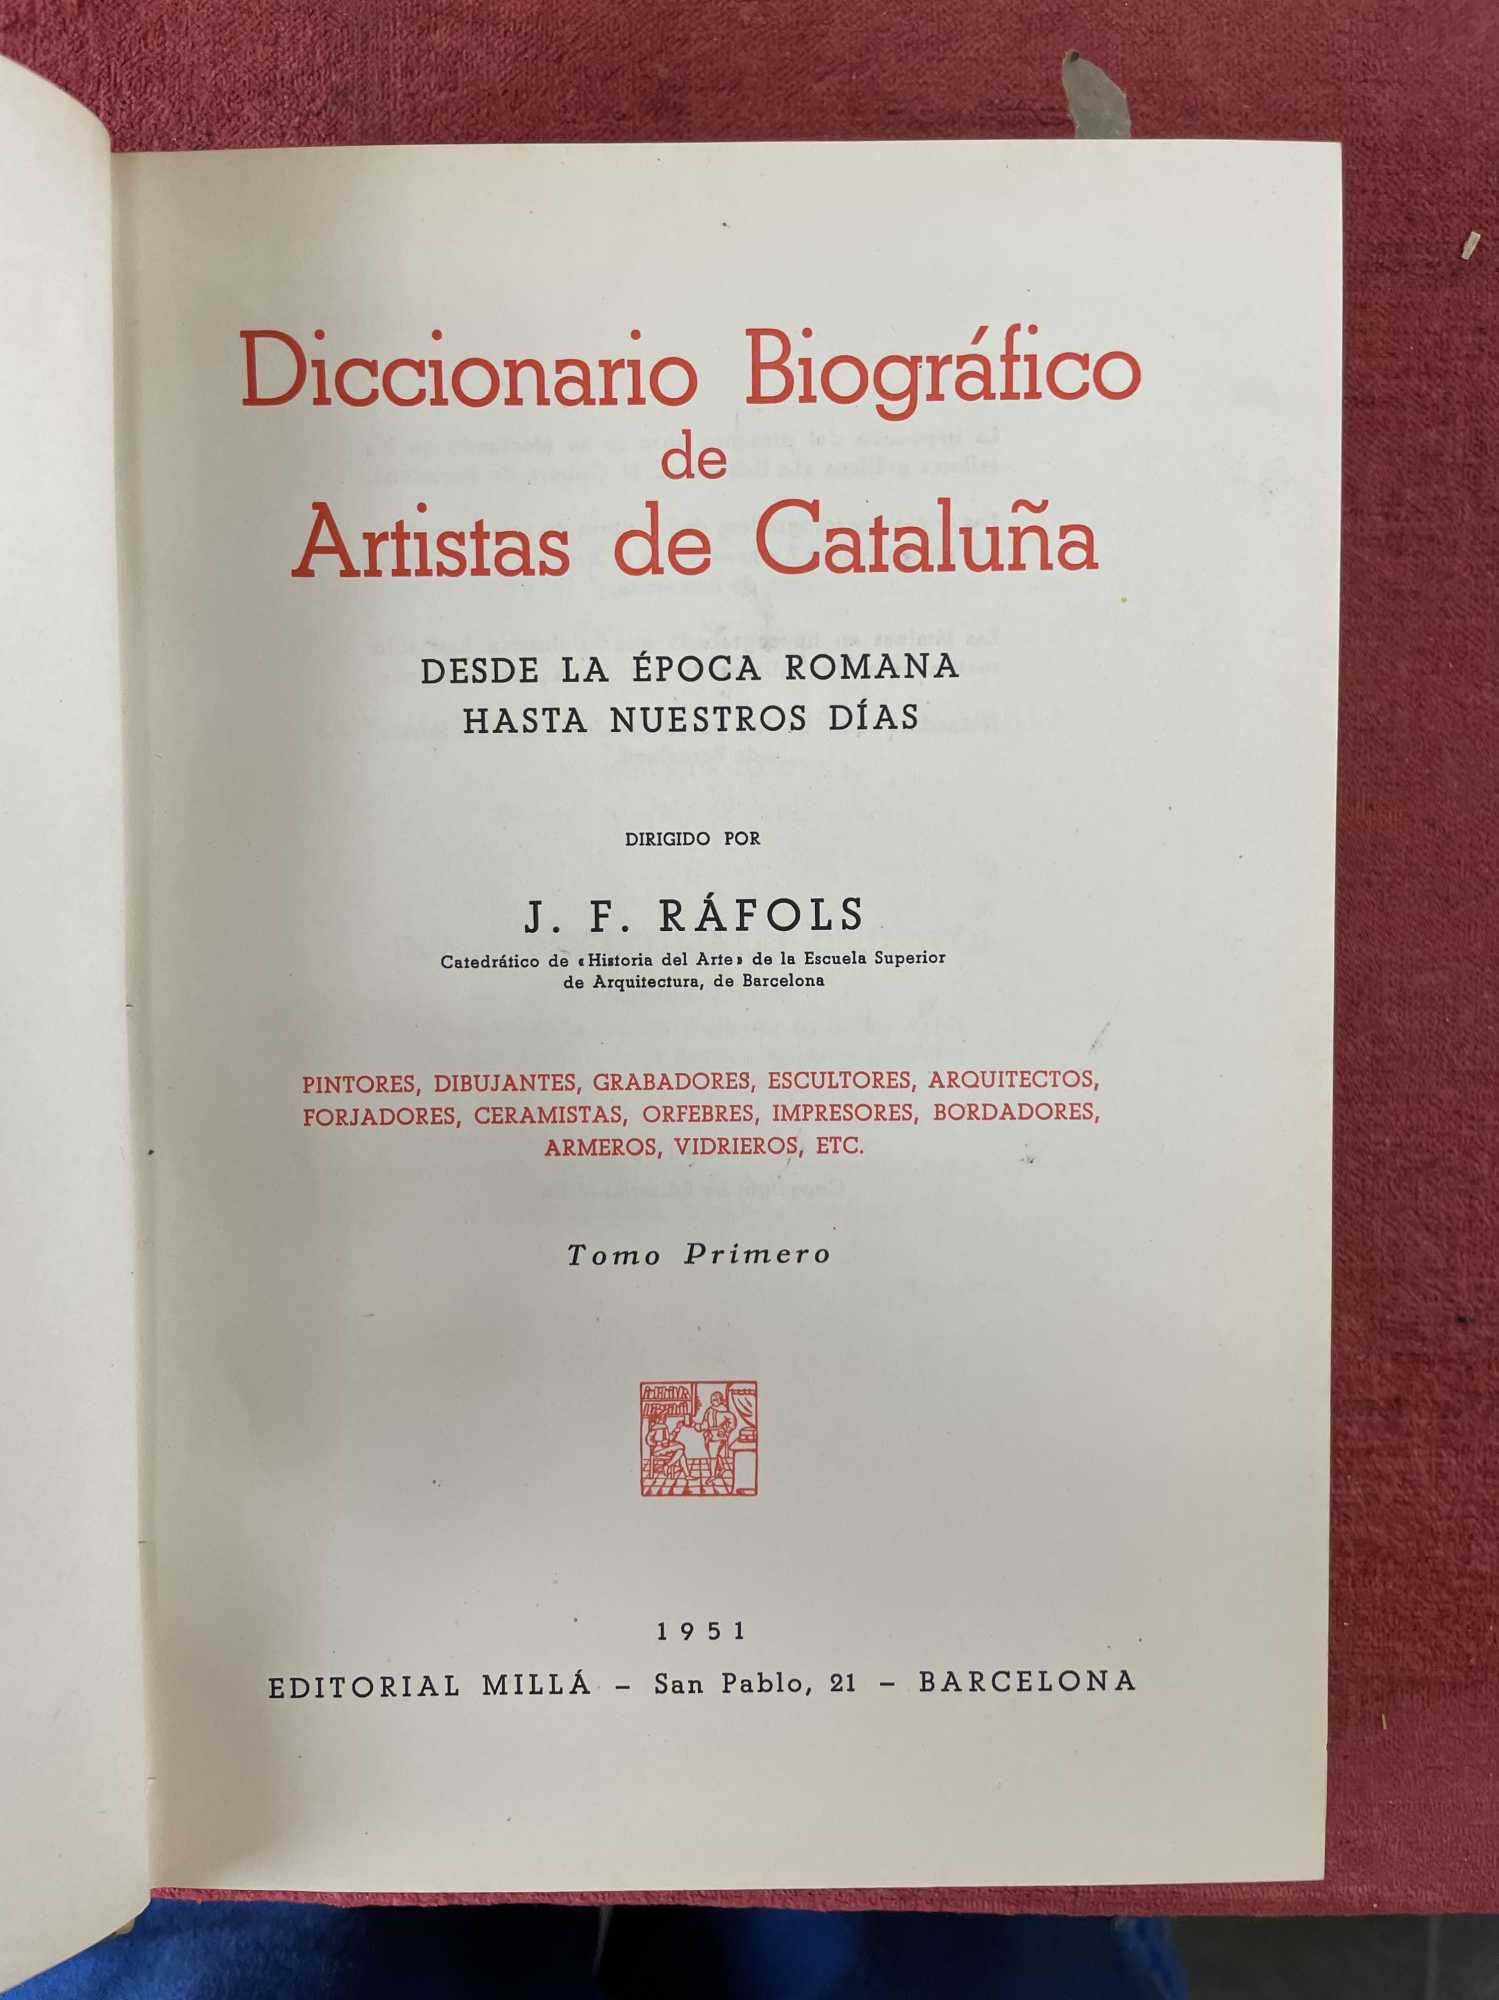 Diccionario Biográfico
de
Artistas de Cataluña
DESDE LA ÉPOCA ROMANA
HASTA NUESTROS DÍAS
DIRIGIDO POR
J. F. RÁFOLS
Catedrático de «Historia del Arte» de la Escuela Superior
de Arquitectura, de Barcelona
PINTORES, DIBUJANTES, GRABADORES, ESCULTORES, ARQUITECTOS,
FORJADORES, CERAMISTAS, ORFEBRES, IMPRESORES, BORDADORES,
ARMEROS, VIDRIEROS, ETC.
Tomo Primero
1951
EDITORIAL MILLÁ – San Pablo, 21 – BARCELONA